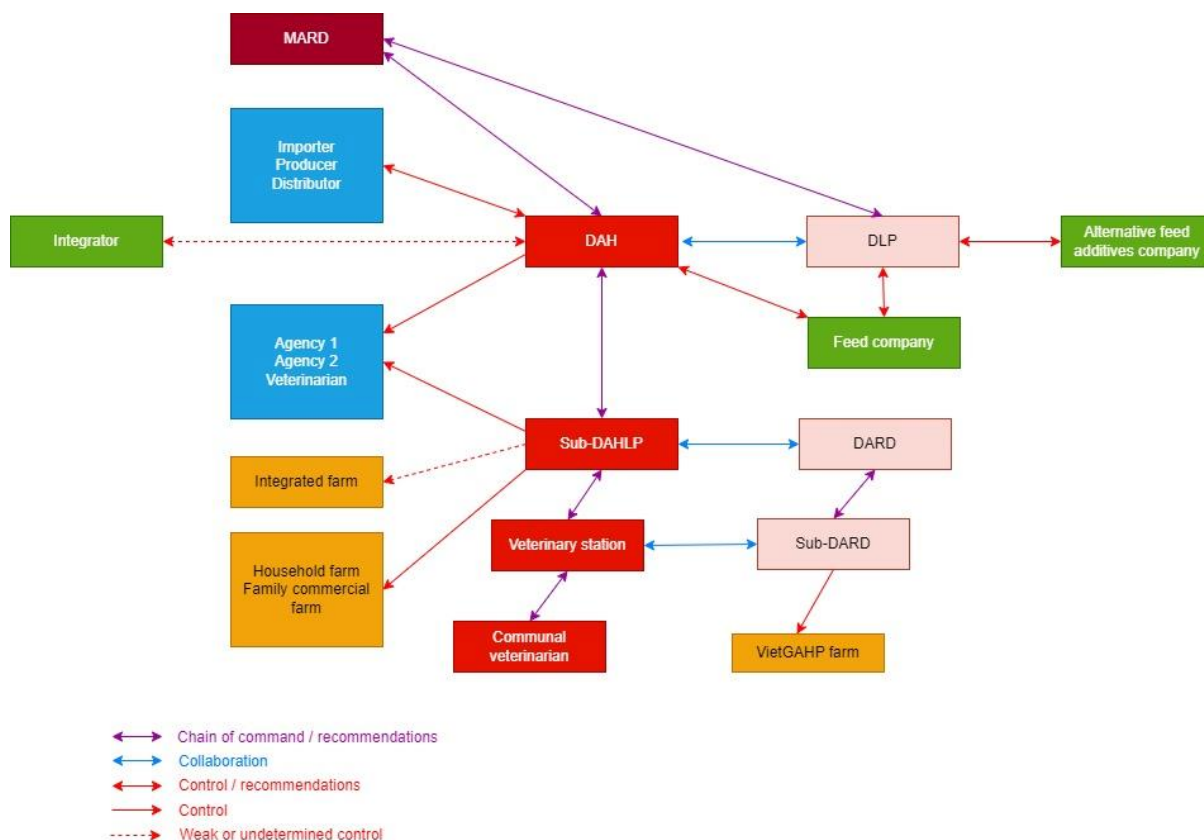 MARD
Importer
Producer
Distributor
Integrator
DAH
DLP
Alternative feed
additives company
Agency 1
Agency 2
Veterinarian
Feed company
Sub-DAHLP
DARD
Integrated farm
Veterinary station
Sub-DARD
Household farm
Family commercial
farm
Communal
veterinarian
VietGAHP farm
Chain of command / recommendations
Collaboration
Control / recommendations
Control
Weak or undetermined control